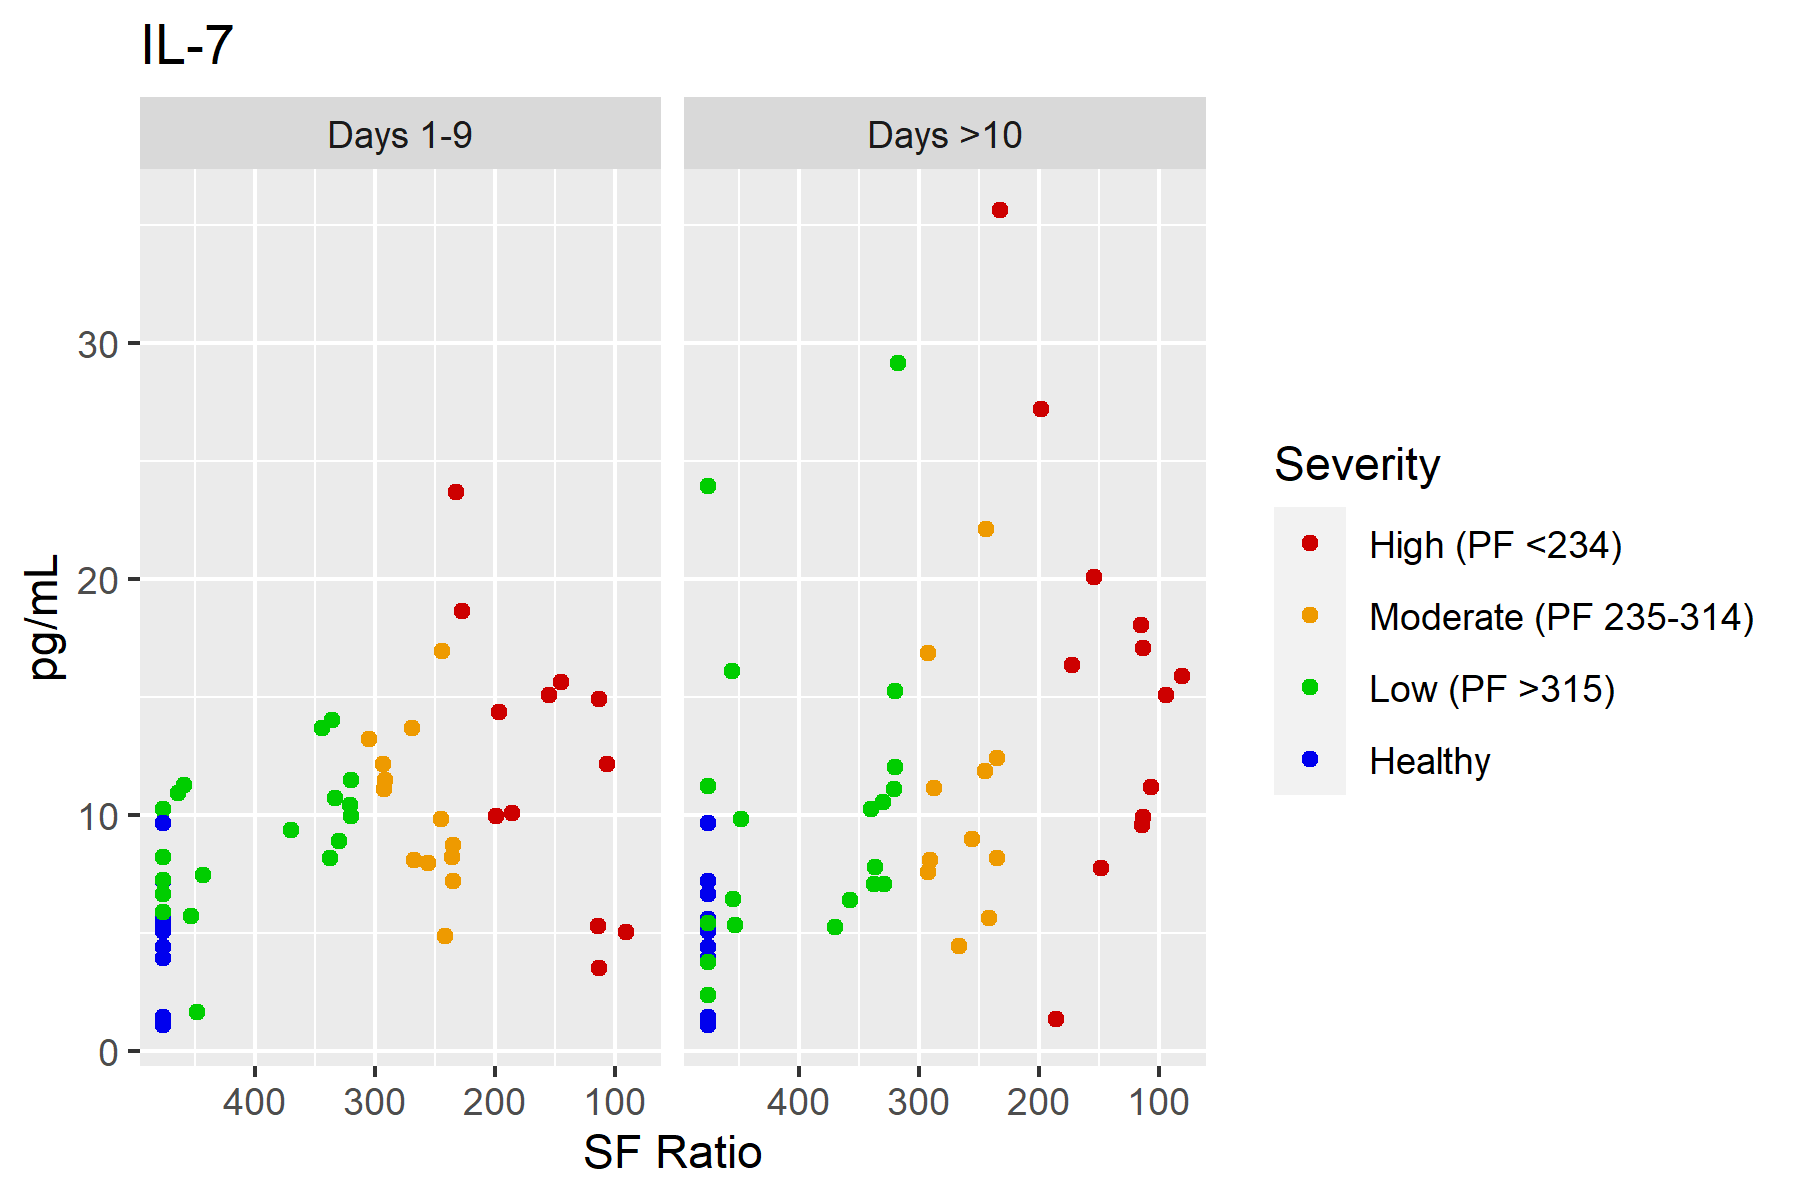 IL-7
Days 1-9
Days >10
30
20
10
0
pg/mL
400 300 200 100
400 300 200 100
SF Ratio
Severity
High (PF <234)
Moderate (PF 235-314)
Low (PF >315)
Healthy